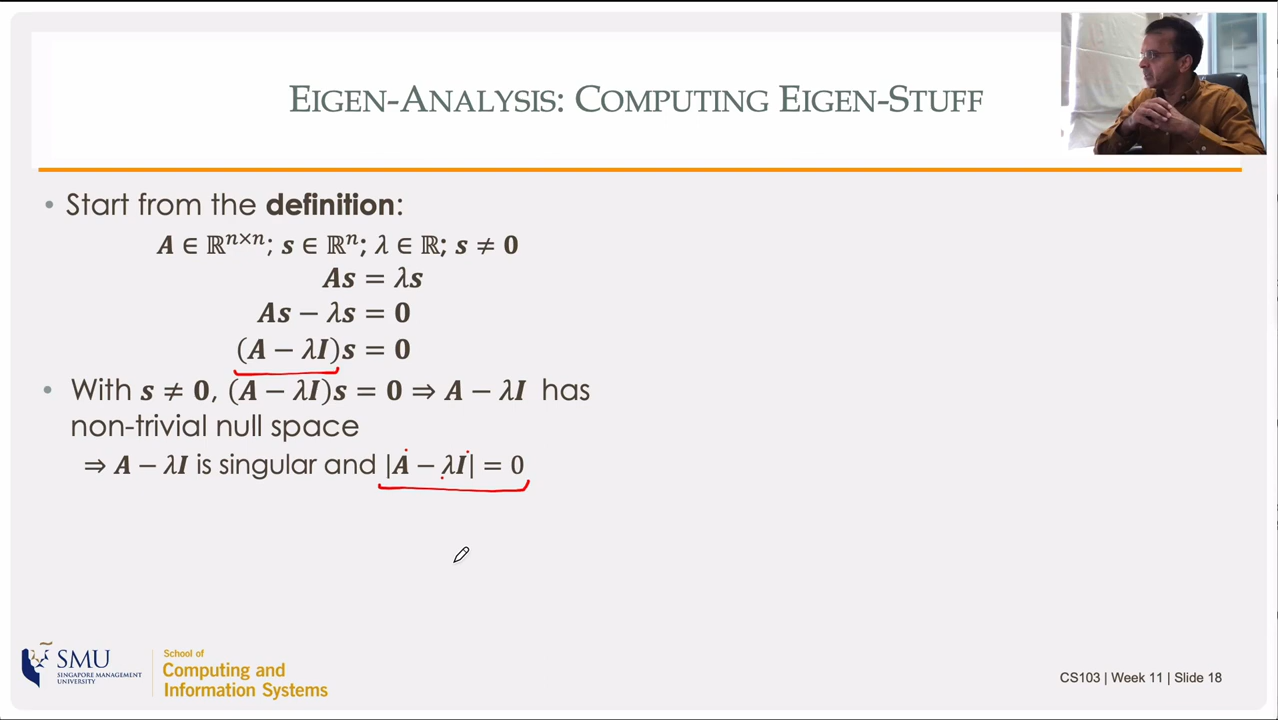 EIGEN-ANALYSIS: COMPUTING EIGEN-STUFF
• Start from the definition:
A ∈ ℝⁿˣⁿ; s ∈ ℝⁿ; λ ∈ ℝ; s ≠ 0
As = λs
As − λs = 0
(A − λI)s = 0
• With s ≠ 0, (A − λI)s = 0 ⇒ A − λI has
non-trivial null space
⇒ A − λI is singular and |A − λI| = 0
SMU
SINGAPORE MANAGEMENT
UNIVERSITY
School of
Computing and
Information Systems
CS103 | Week 11 | Slide 18